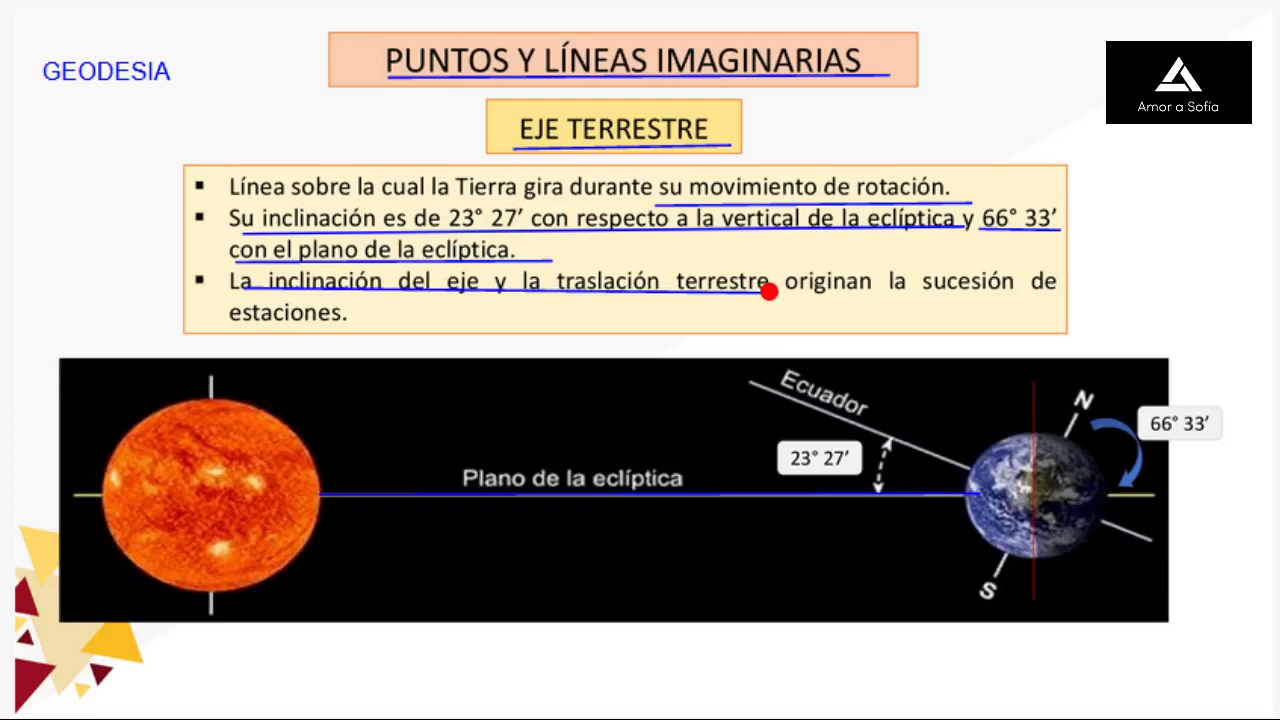 GEODESIA
PUNTOS Y LÍNEAS IMAGINARIAS
Amor a Sofía
EJE TERRESTRE
▪ Línea sobre la cual la Tierra gira durante su movimiento de rotación.
▪ Su inclinación es de 23° 27’ con respecto a la vertical de la eclíptica y 66° 33’
con el plano de la eclíptica.
▪ La inclinación del eje y la traslación terrestre originan la sucesión de
estaciones.
Ecuador
N
66° 33’
23° 27’
Plano de la eclíptica
S